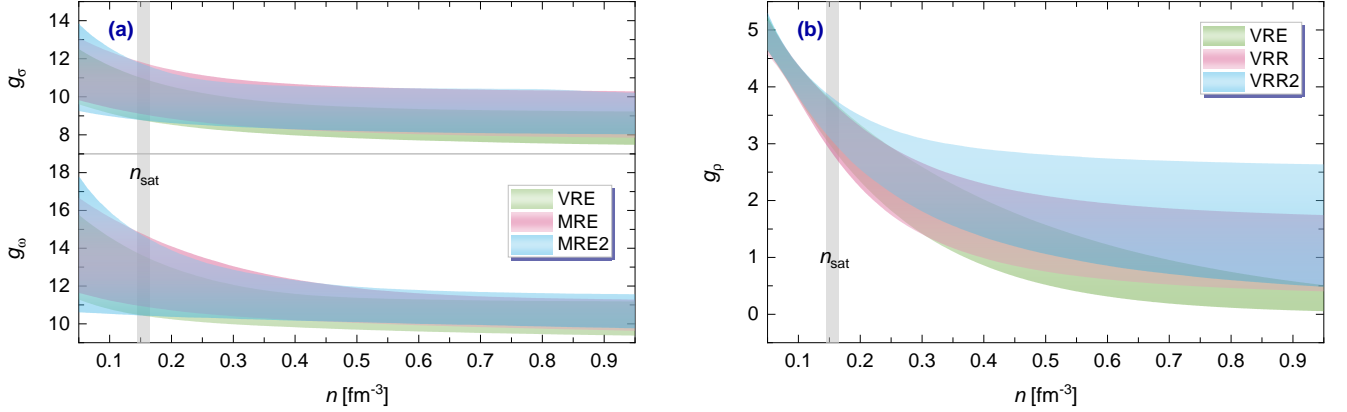 (a)
g_σ
14
12
10
8
n_sat
g_ω
18
16
14
12
10
VRE
MRE
MRE2
0.1 0.2 0.3 0.4 0.5 0.6 0.7 0.8 0.9
n [fm⁻³]
(b)
g_ρ
5
4
3
2
1
0
VRE
VRR
VRR2
n_sat
0.1 0.2 0.3 0.4 0.5 0.6 0.7 0.8 0.9
n [fm⁻³]